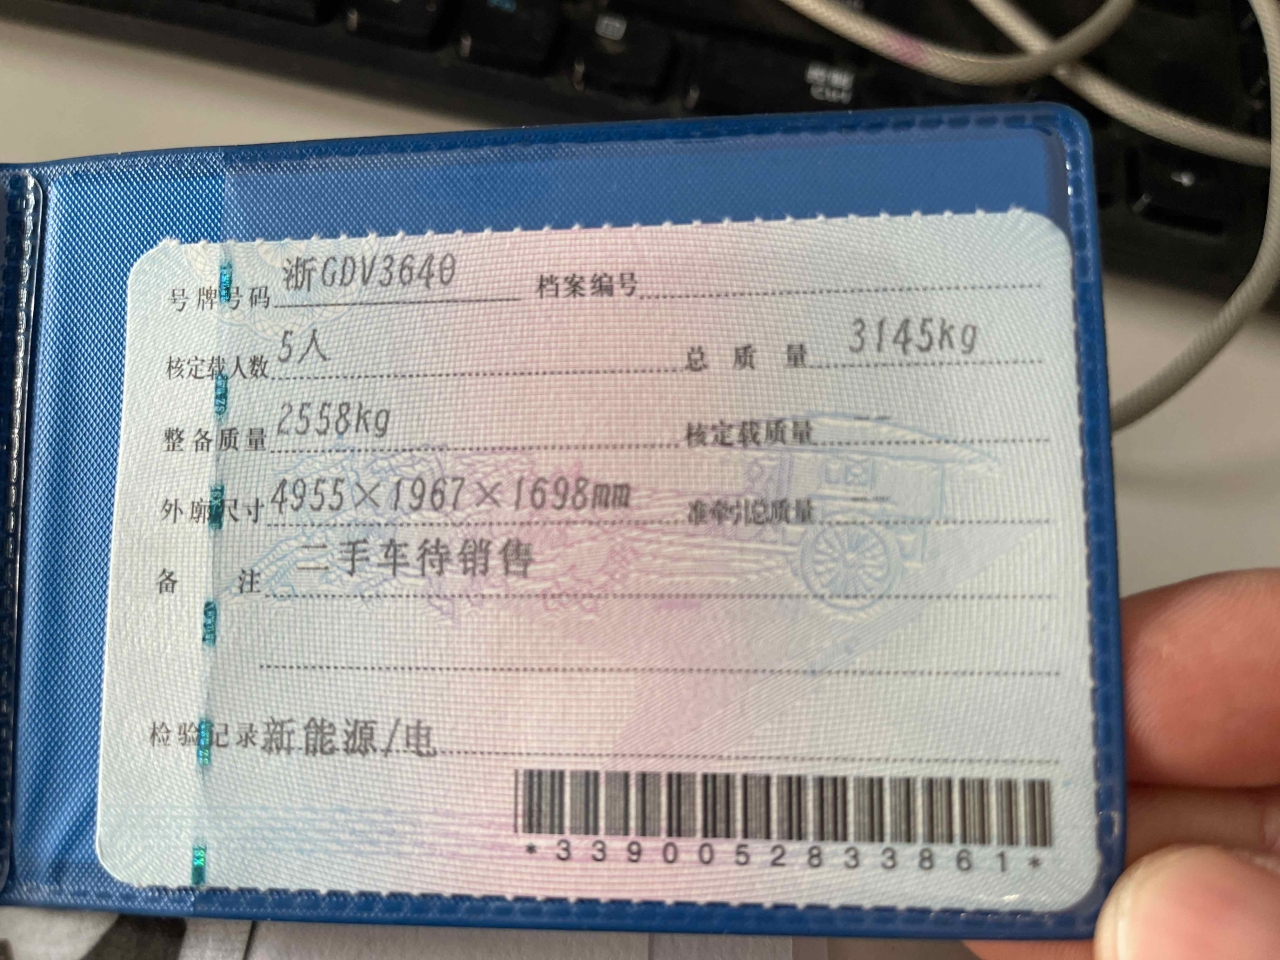 号牌号码 浙GDV3640 档案编号
核定载人数 5人 总质量 3145kg
整备质量 2558kg 核定载质量 --
外廓尺寸 4955×1967×1698mm 准牵引总质量 --
备注 二手车待销售
检验记录 新能源/电
*3390052833861*